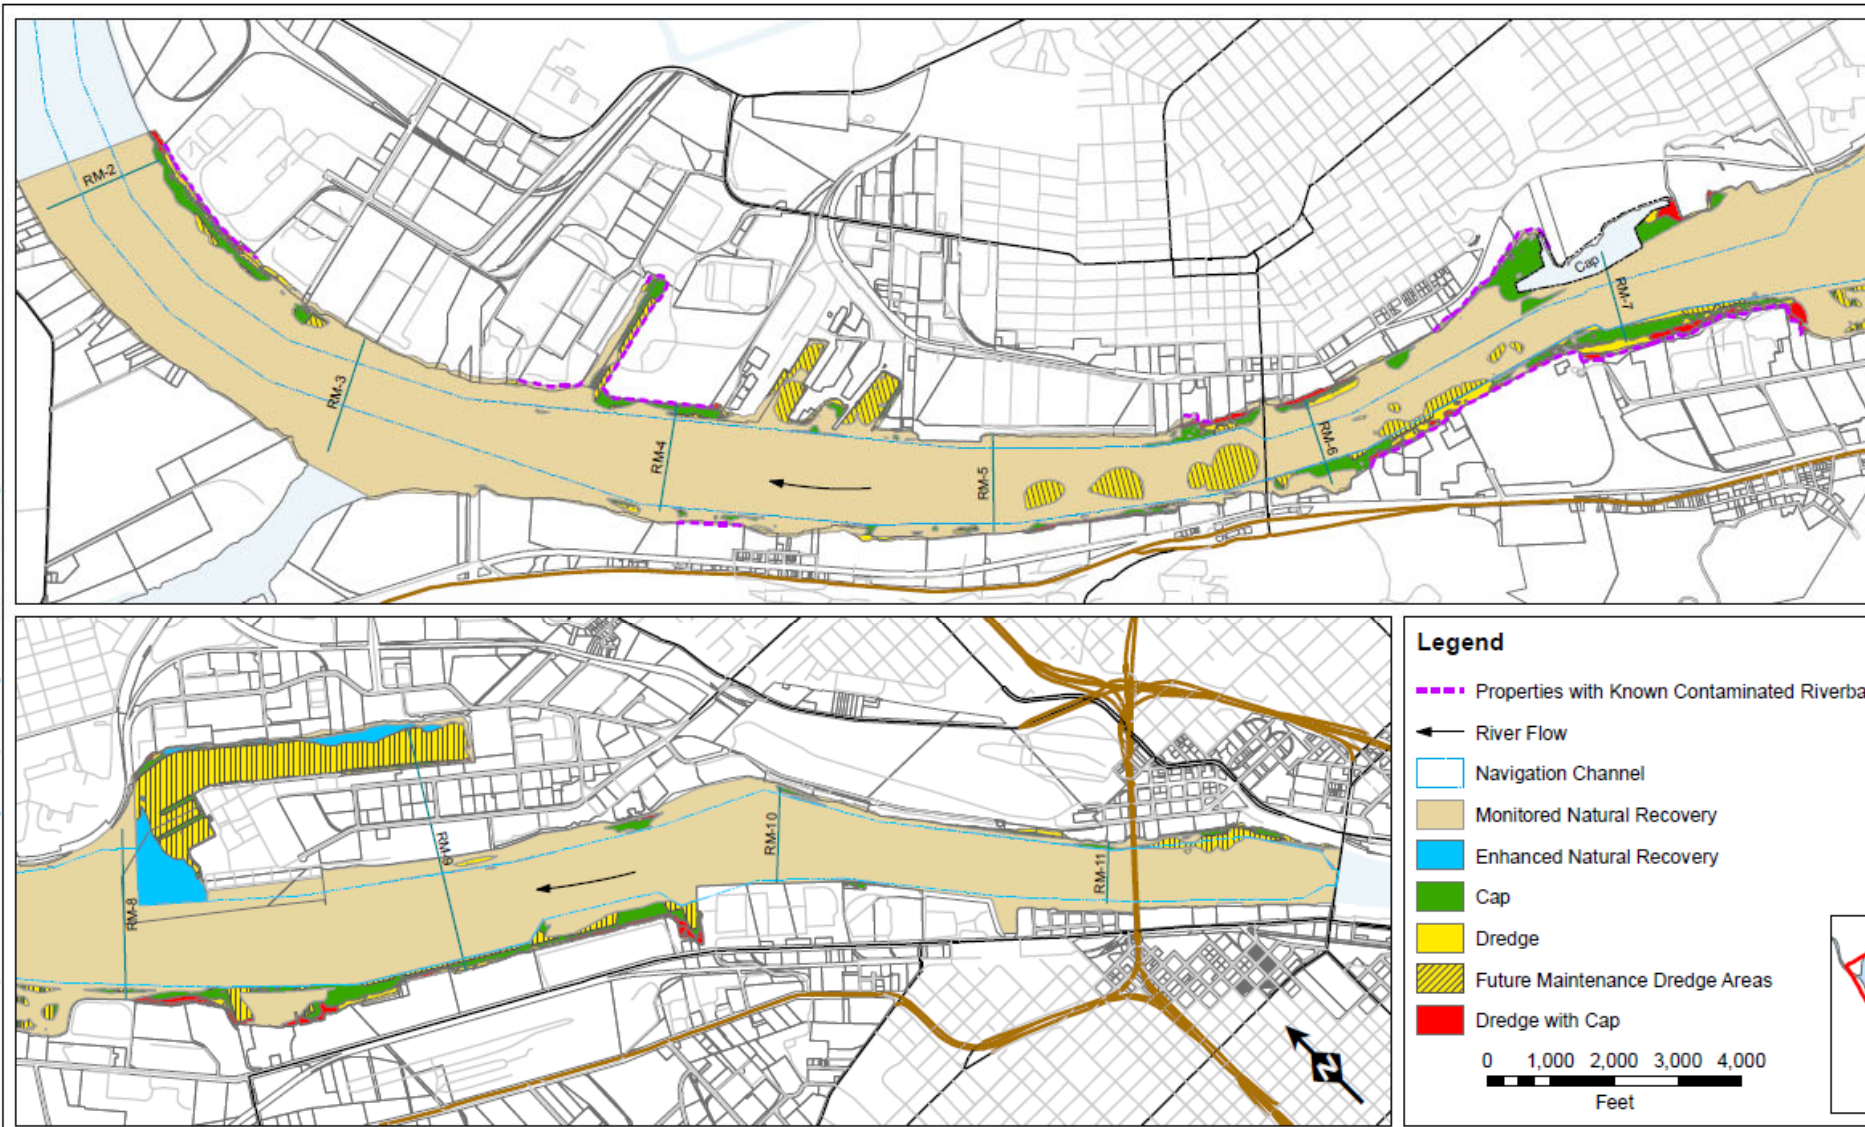 RM-2
RM-3
RM-4
RM-5
RM-6
Cap
RM-7
RM-8
RM-9
RM-10
RM-11
N
Legend
Properties with Known Contaminated Riverba
River Flow
Navigation Channel
Monitored Natural Recovery
Enhanced Natural Recovery
Cap
Dredge
Future Maintenance Dredge Areas
Dredge with Cap
0 1,000 2,000 3,000 4,000
Feet